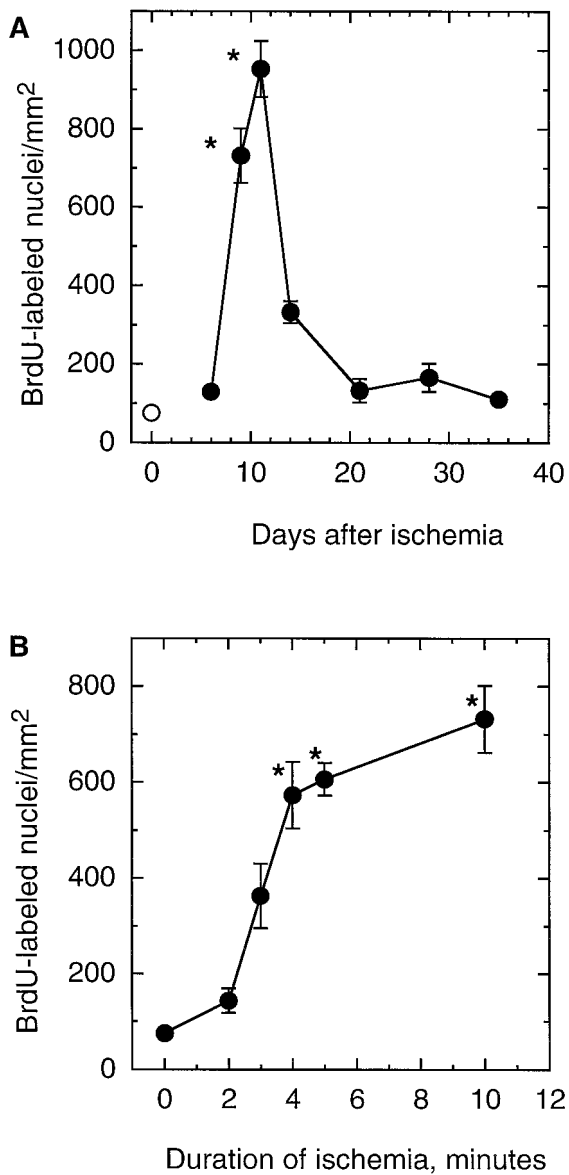 A
BrdU-labeled nuclei/mm²
1000
800
600
400
200
0
*
*
0 10 20 30 40
Days after ischemia
B
BrdU-labeled nuclei/mm²
800
600
400
200
0
*
*
*
0 2 4 6 8 10 12
Duration of ischemia, minutes